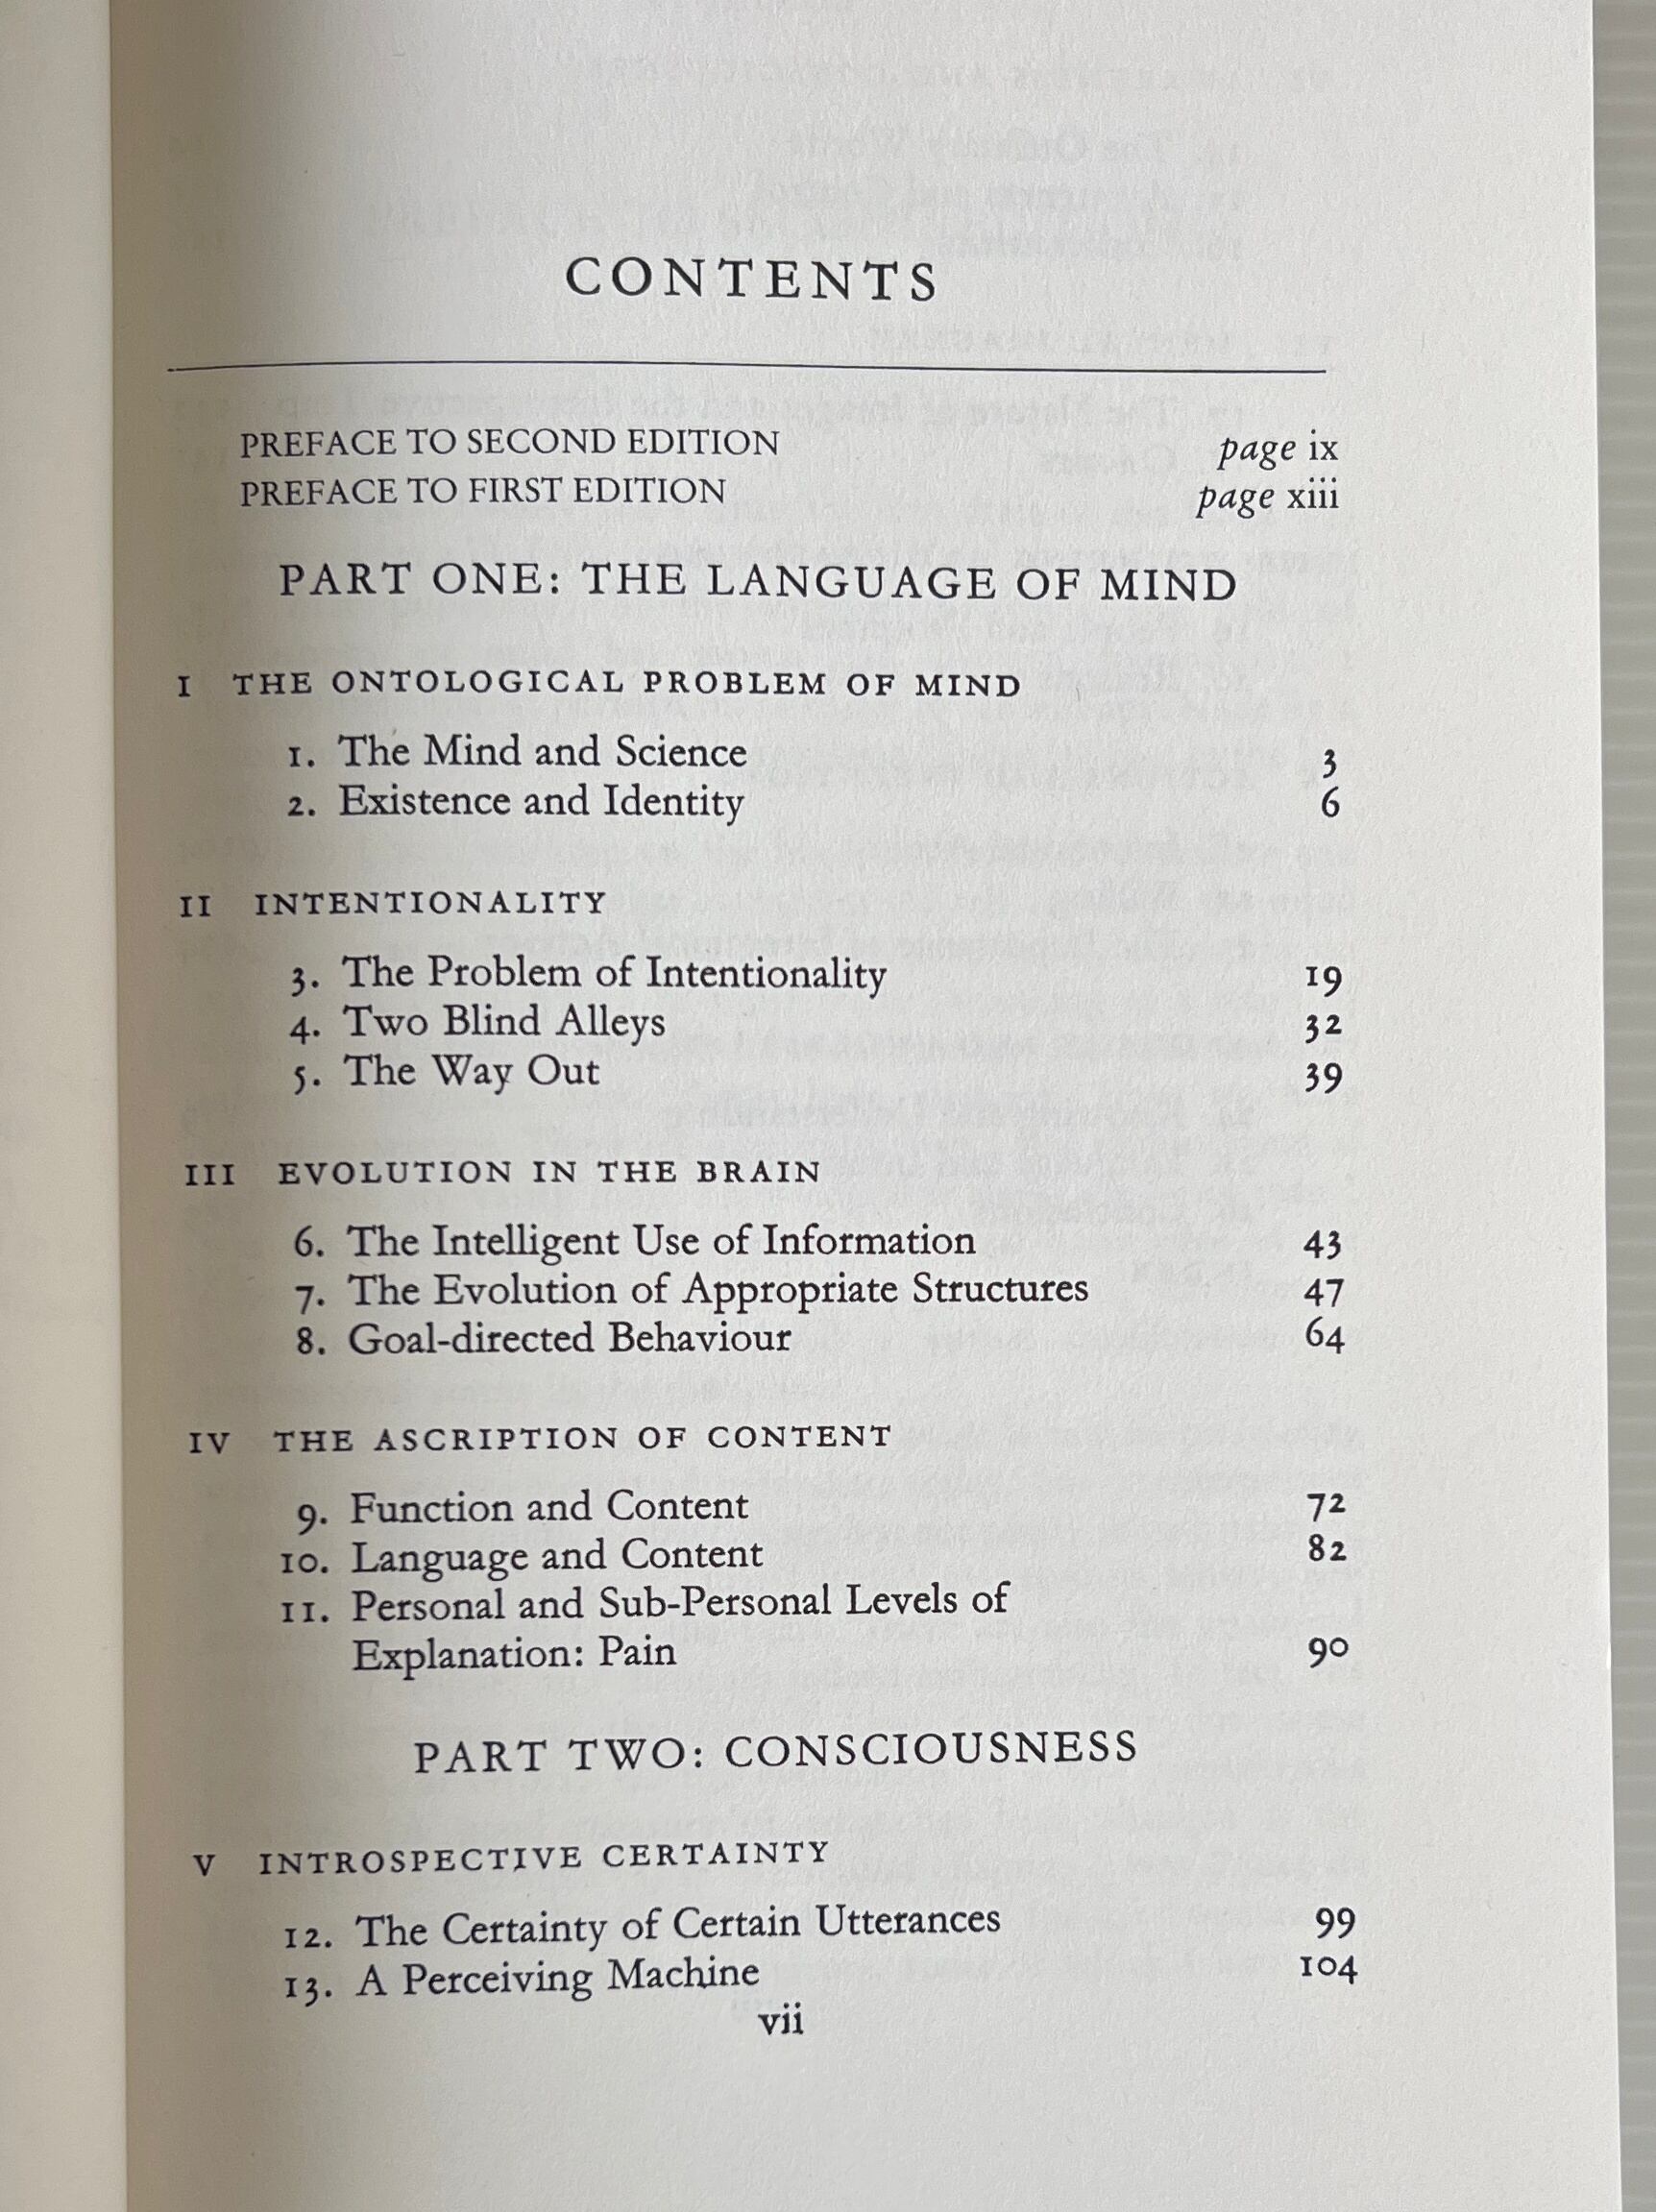 CONTENTS
PREFACE TO SECOND EDITION page ix
PREFACE TO FIRST EDITION page xiii
PART ONE: THE LANGUAGE OF MIND
I THE ONTOLOGICAL PROBLEM OF MIND
1. The Mind and Science 3
2. Existence and Identity 6
II INTENTIONALITY
3. The Problem of Intentionality 19
4. Two Blind Alleys 32
5. The Way Out 39
III EVOLUTION IN THE BRAIN
6. The Intelligent Use of Information 43
7. The Evolution of Appropriate Structures 47
8. Goal-directed Behaviour 64
IV THE ASCRIPTION OF CONTENT
9. Function and Content 72
10. Language and Content 82
11. Personal and Sub-Personal Levels of
Explanation: Pain 90
PART TWO: CONSCIOUSNESS
V INTROSPECTIVE CERTAINTY
12. The Certainty of Certain Utterances 99
13. A Perceiving Machine 104
vii